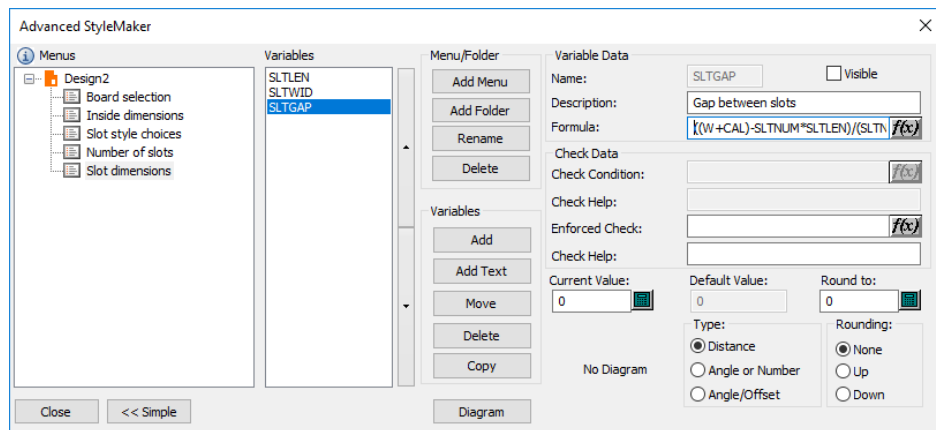 Advanced StyleMaker
Menus
Design2
Board selection
Inside dimensions
Slot style choices
Number of slots
Slot dimensions
Close
<< Simple
Variables
SLTLEN
SLTWID
SLTGAP
Menu/Folder
Add Menu
Add Folder
Rename
Delete
Variables
Add
Add Text
Move
Delete
Copy
Diagram
Variable Data
Name: SLTGAP Visible
Description: Gap between slots
Formula: ((W+CAL)-SLTNUM*SLTLEN)/(SLTN f(x)
Check Data
Check Condition: f(x)
Check Help:
Enforced Check: f(x)
Check Help:
Current Value: Default Value: Round to:
0 0 0
Type: Rounding:
Distance None
No Diagram Angle or Number Up
Angle/Offset Down